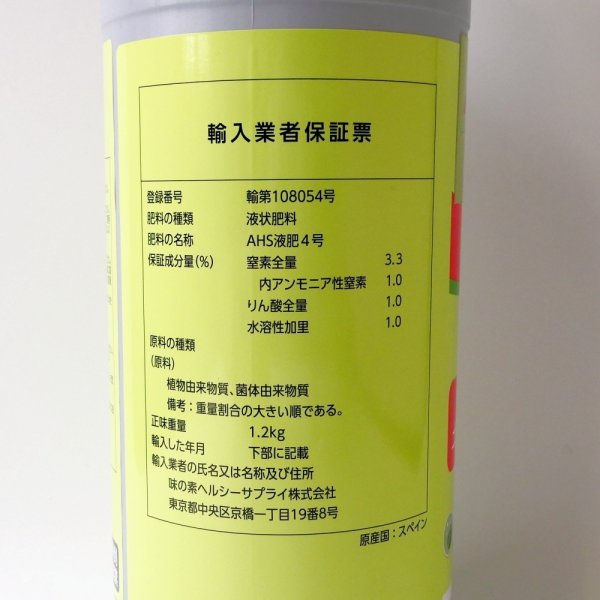 輸入業者保証票
登録番号 輸第108054号
肥料の種類 液状肥料
肥料の名称 AHS液肥4号
保証成分量(%) 窒素全量 3.3
内アンモニア性窒素 1.0
りん酸全量 1.0
水溶性加里 1.0
原料の種類
(原料)
植物由来物質、菌体由来物質
備考:重量割合の大きい順である。
正味重量 1.2kg
輸入した年月 下部に記載
輸入業者の氏名又は名称及び住所
味の素ヘルシーサプライ株式会社
東京都中央区京橋一丁目19番8号
原産国:スペイン